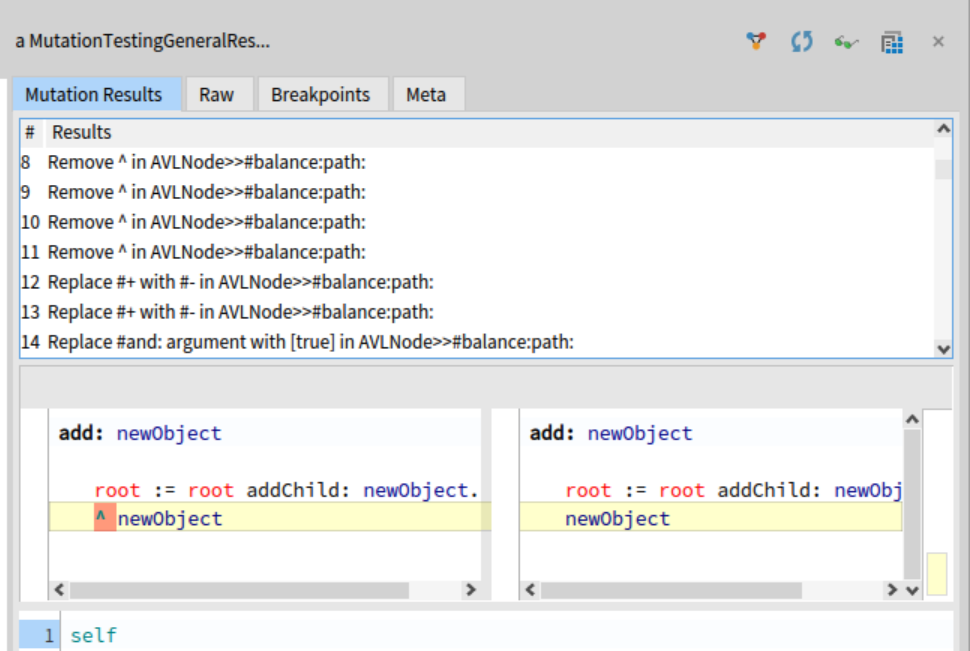 a MutationTestingGeneralRes...
Mutation Results Raw Breakpoints Meta
# Results
8 Remove ^ in AVLNode>>#balance:path:
9 Remove ^ in AVLNode>>#balance:path:
10 Remove ^ in AVLNode>>#balance:path:
11 Remove ^ in AVLNode>>#balance:path:
12 Replace #+ with #- in AVLNode>>#balance:path:
13 Replace #+ with #- in AVLNode>>#balance:path:
14 Replace #and: argument with [true] in AVLNode>>#balance:path:
add: newObject
root := root addChild: newObject.
^ newObject
add: newObject
root := root addChild: newObj
newObject
1 self